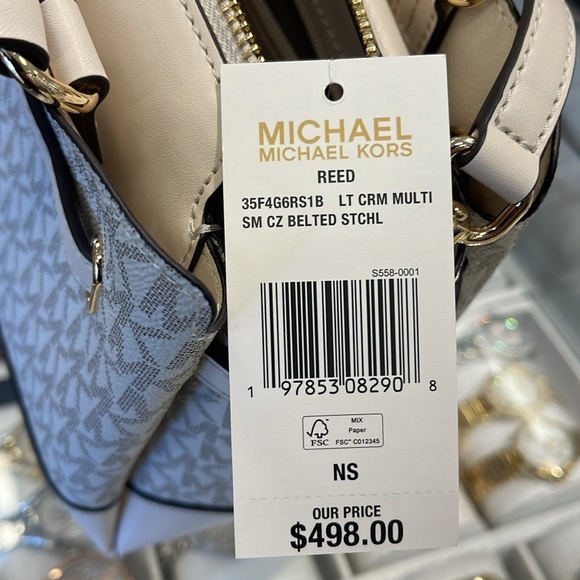 MICHAEL
MICHAEL KORS
REED
35F4G6RS1B LT CRM MULTI
SM CZ BELTED STCHL
S558-0001
1 97853 08290 8
FSC
MIX
Paper
FSC™ C012345
NS
OUR PRICE
$498.00